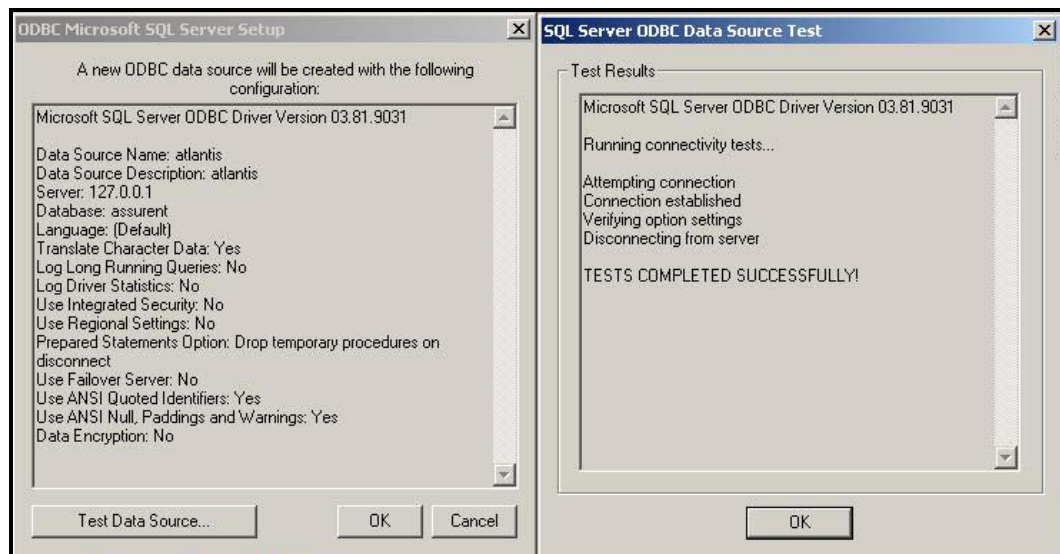 ODBC Microsoft SQL Server Setup
A new ODBC data source will be created with the following
configuration:
Microsoft SQL Server ODBC Driver Version 03.81.9031
Data Source Name: atlantis
Data Source Description: atlantis
Server: 127.0.0.1
Database: assurent
Language: (Default)
Translate Character Data: Yes
Log Long Running Queries: No
Log Driver Statistics: No
Use Integrated Security: No
Use Regional Settings: No
Prepared Statements Option: Drop temporary procedures on
disconnect
Use Failover Server: No
Use ANSI Quoted Identifiers: Yes
Use ANSI Null, Paddings and Warnings: Yes
Data Encryption: No
Test Data Source...
OK
Cancel
SQL Server ODBC Data Source Test
Test Results
Microsoft SQL Server ODBC Driver Version 03.81.9031
Running connectivity tests...
Attempting connection
Connection established
Verifying option settings
Disconnecting from server
TESTS COMPLETED SUCCESSFULLY!
OK